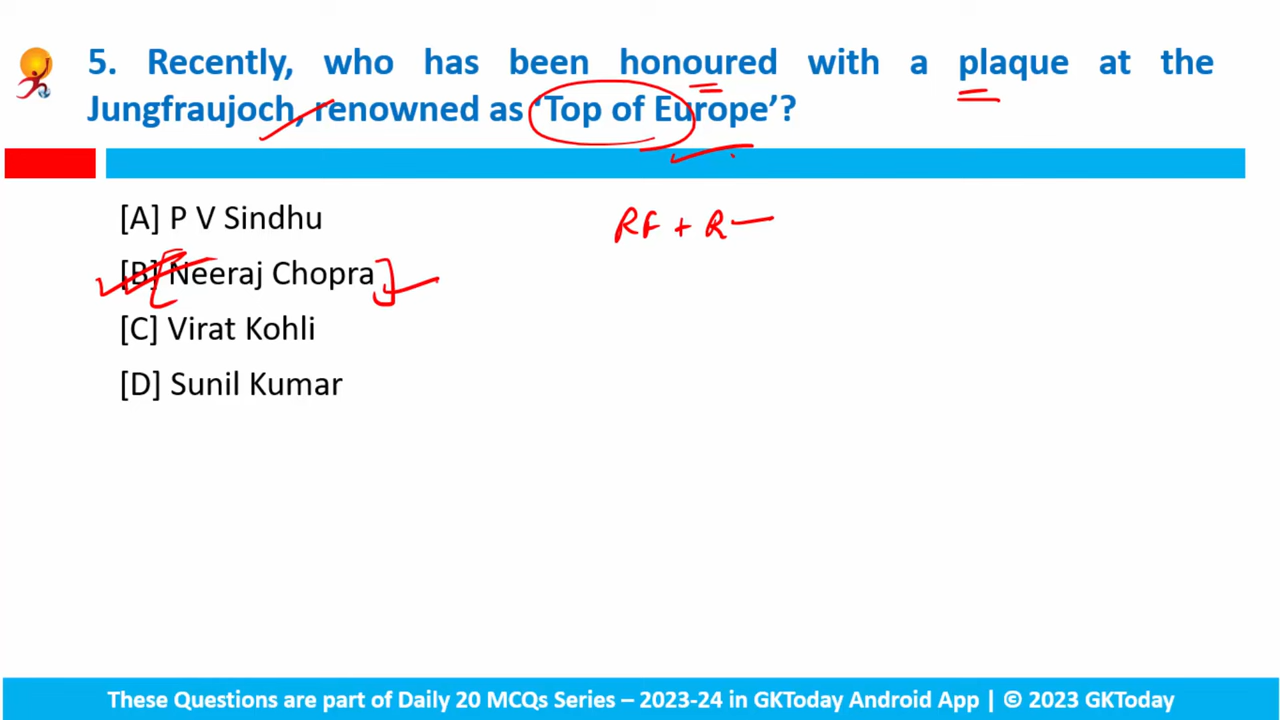 5. Recently, who has been honoured with a plaque at the
Jungfraujoch, renowned as ‘Top of Europe’?
[A] P V Sindhu
RF + R
[B] Neeraj Chopra
[C] Virat Kohli
[D] Sunil Kumar
These Questions are part of Daily 20 MCQs Series – 2023-24 in GKToday Android App | © 2023 GKToday